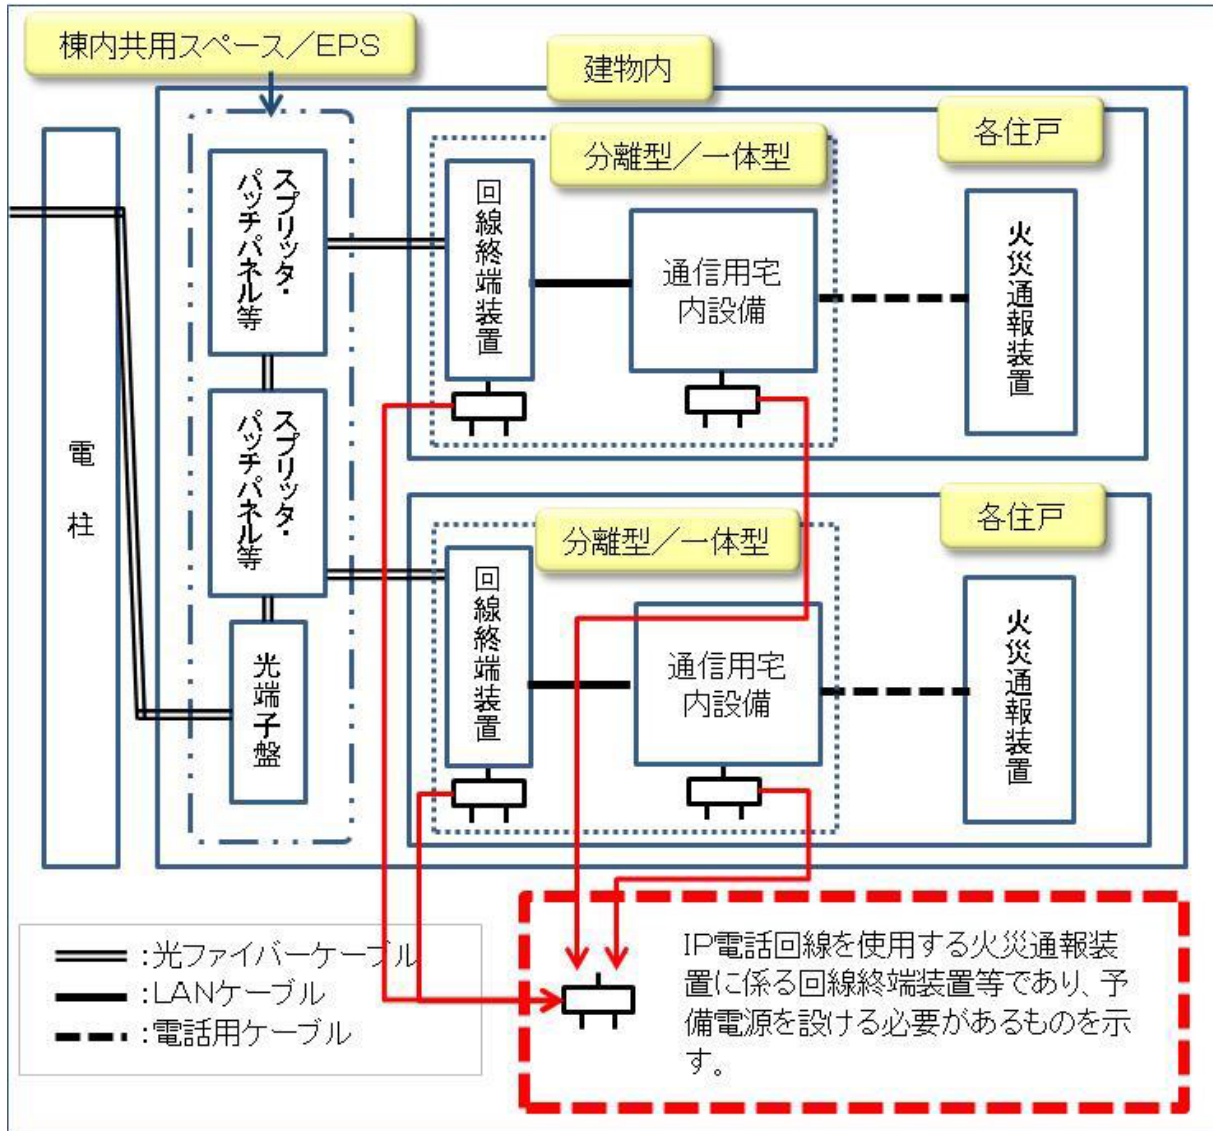 棟内共用スペース／EPS
建物内
各住戸
分離型／一体型
スプリッタ・
パッチパネル等
回線終端装置
通信用宅
内設備
火災通報装置
電柱
スプリッタ・
パッチパネル等
各住戸
分離型／一体型
回線終端装置
通信用宅
内設備
火災通報装置
光端子盤
:光ファイバーケーブル
:LANケーブル
:電話用ケーブル
IP電話回線を使用する火災通報装
置に係る回線終端装置等であり、予
備電源を設ける必要があるものを示
す。